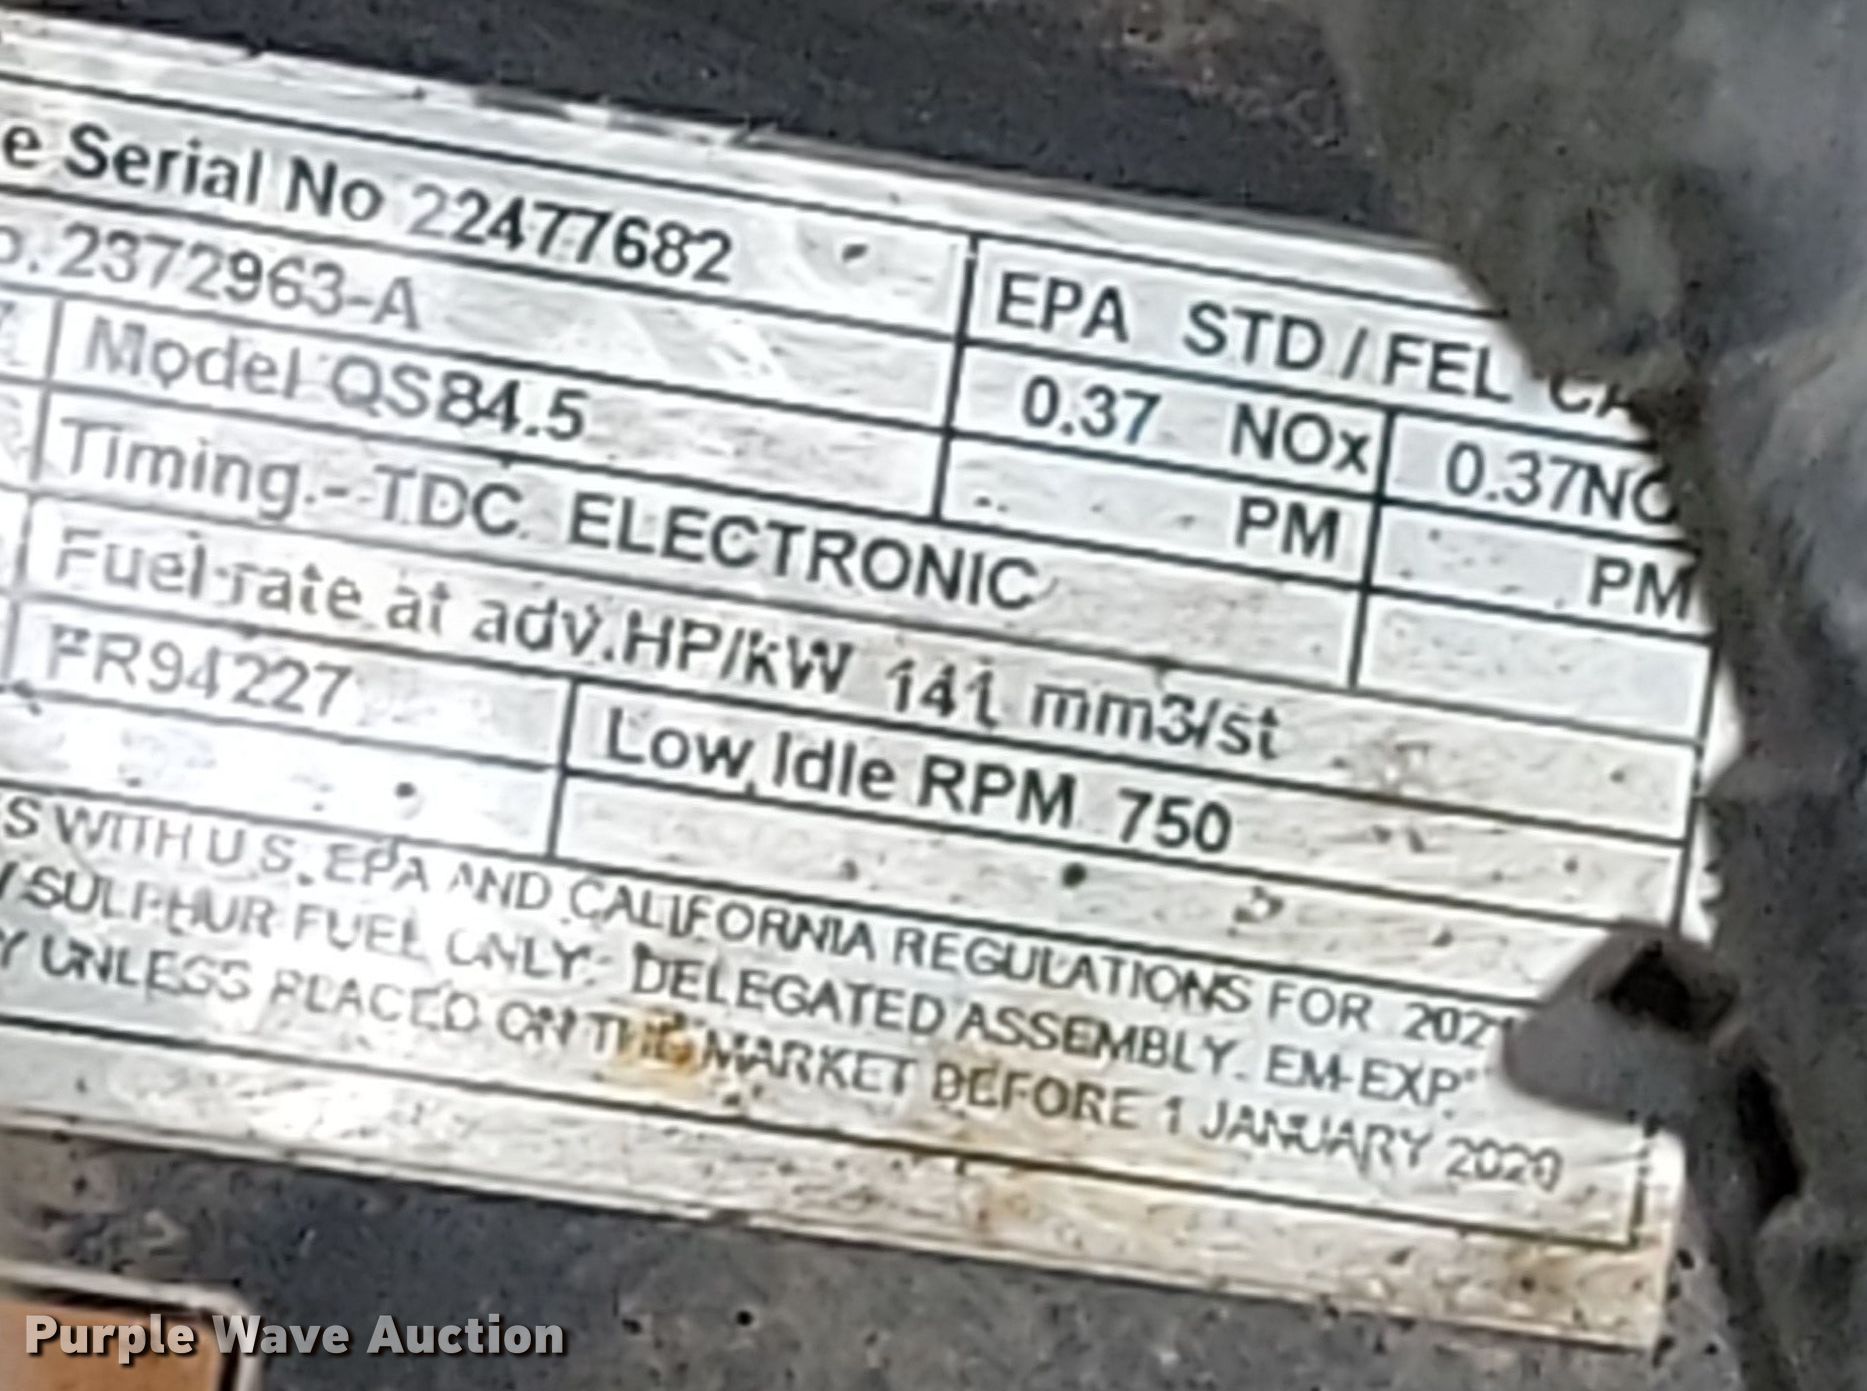 e Serial No 22477682
o. 2372963-A
EPA STD / FEL CA
Model QSB4.5
0.37 NOx 0.37NO
Timing - TDC ELECTRONIC
PM PM
Fuel rate at adv.HP/kW 141 mm3/st
FR94227
Low Idle RPM 750
S WITH U.S. EPA AND CALIFORNIA REGULATIONS FOR 2021
SULPHUR FUEL ONLY. DELEGATED ASSEMBLY. EM-EXP.
Y UNLESS PLACED ON THE MARKET BEFORE 1 JANUARY 2020
Purple Wave Auction